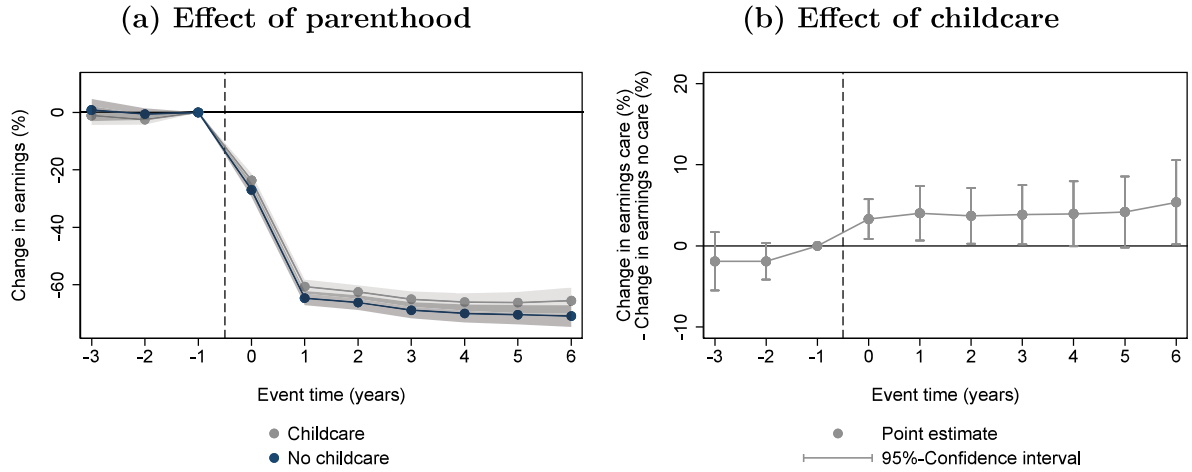 (a) Effect of parenthood
Change in earnings (%)
0
-20
-40
-60
-3 -2 -1 0 1 2 3 4 5 6
Event time (years)
Childcare
No childcare
(b) Effect of childcare
Change in earnings care (%)
- Change in earnings no care (%)
20
10
0
-10
-3 -2 -1 0 1 2 3 4 5 6
Event time (years)
Point estimate
95%-Confidence interval